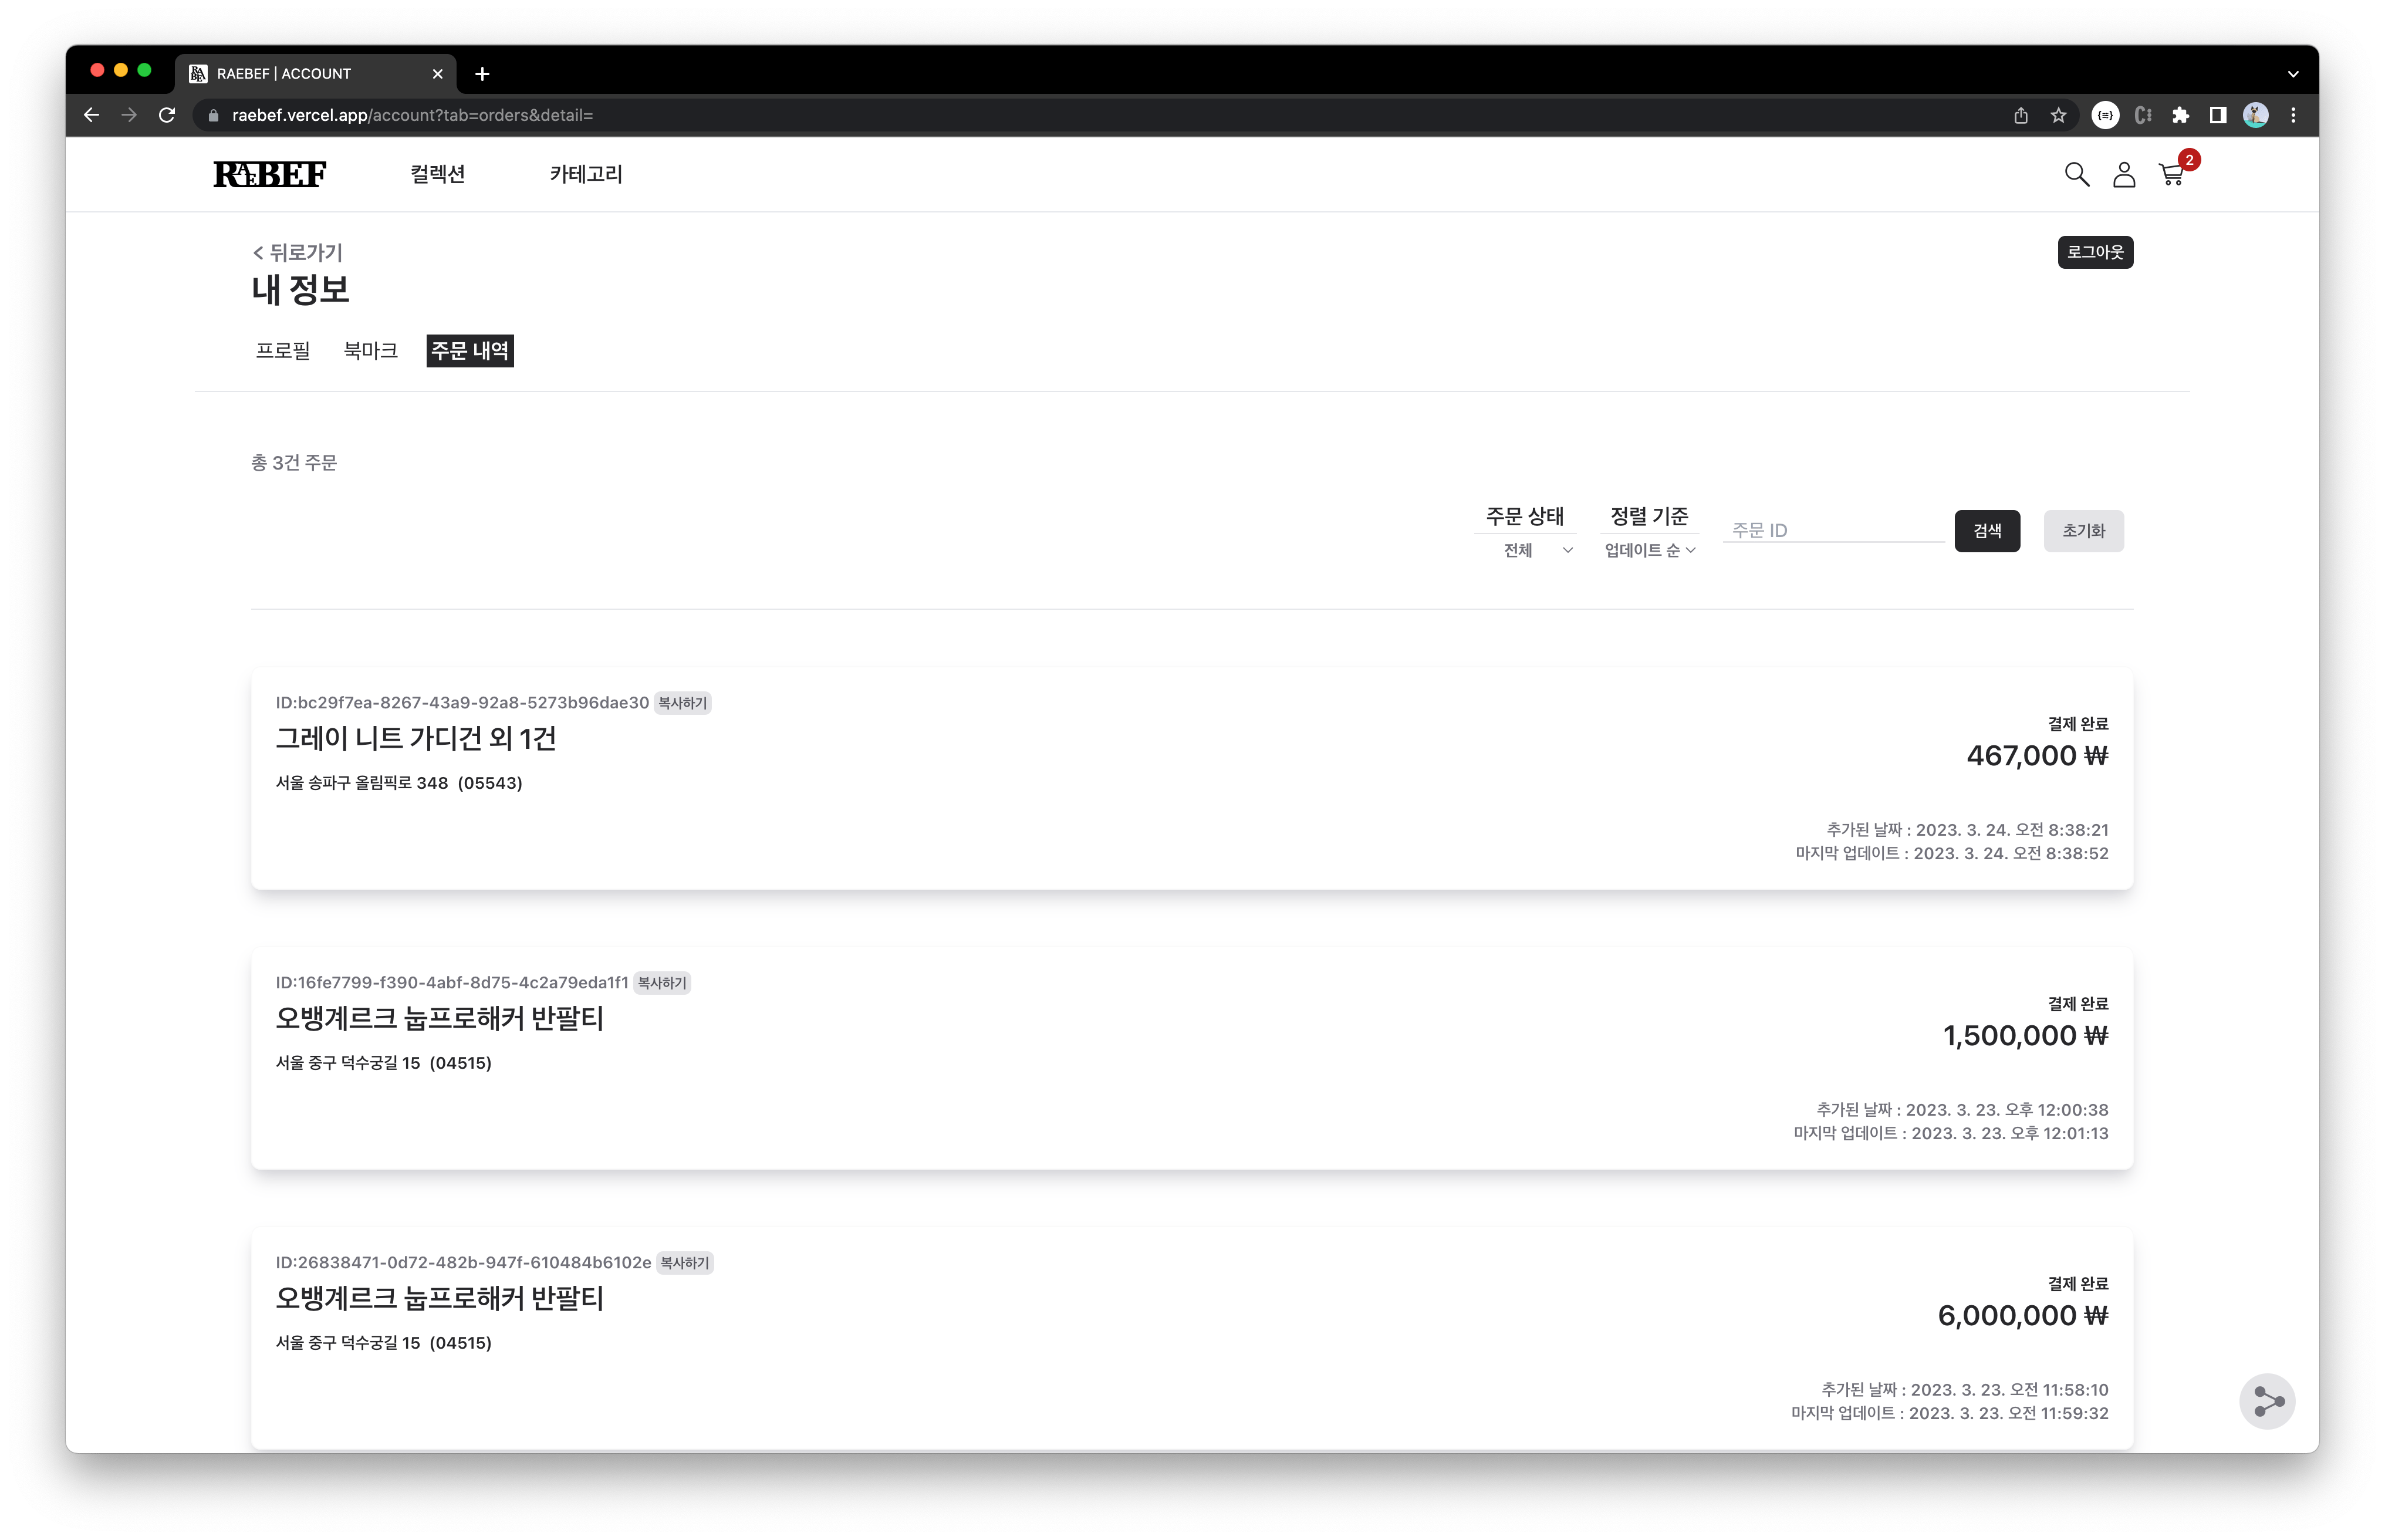 RAEBEF | ACCOUNT
raebef.vercel.app/account?tab=orders&detail=
RAEBEF 컬렉션 카테고리 2
뒤로가기 로그아웃
내 정보
프로필 북마크 주문 내역
총 3건 주문
주문 상태 정렬 기준 주문 ID 검색 초기화
전체 업데이트 순
ID:bc29f7ea-8267-43a9-92a8-5273b96dae30 복사하기
그레이 니트 가디건 외 1건
서울 송파구 올림픽로 348 (05543)
결제 완료
467,000 ₩
추가된 날짜 : 2023. 3. 24. 오전 8:38:21
마지막 업데이트 : 2023. 3. 24. 오전 8:38:52
ID:16fe7799-f390-4abf-8d75-4c2a79eda1f1 복사하기
오뱅계르크 눕프로해커 반팔티
서울 중구 덕수궁길 15 (04515)
결제 완료
1,500,000 ₩
추가된 날짜 : 2023. 3. 23. 오후 12:00:38
마지막 업데이트 : 2023. 3. 23. 오후 12:01:13
ID:26838471-0d72-482b-947f-610484b6102e 복사하기
오뱅계르크 눕프로해커 반팔티
서울 중구 덕수궁길 15 (04515)
결제 완료
6,000,000 ₩
추가된 날짜 : 2023. 3. 23. 오전 11:58:10
마지막 업데이트 : 2023. 3. 23. 오전 11:59:32